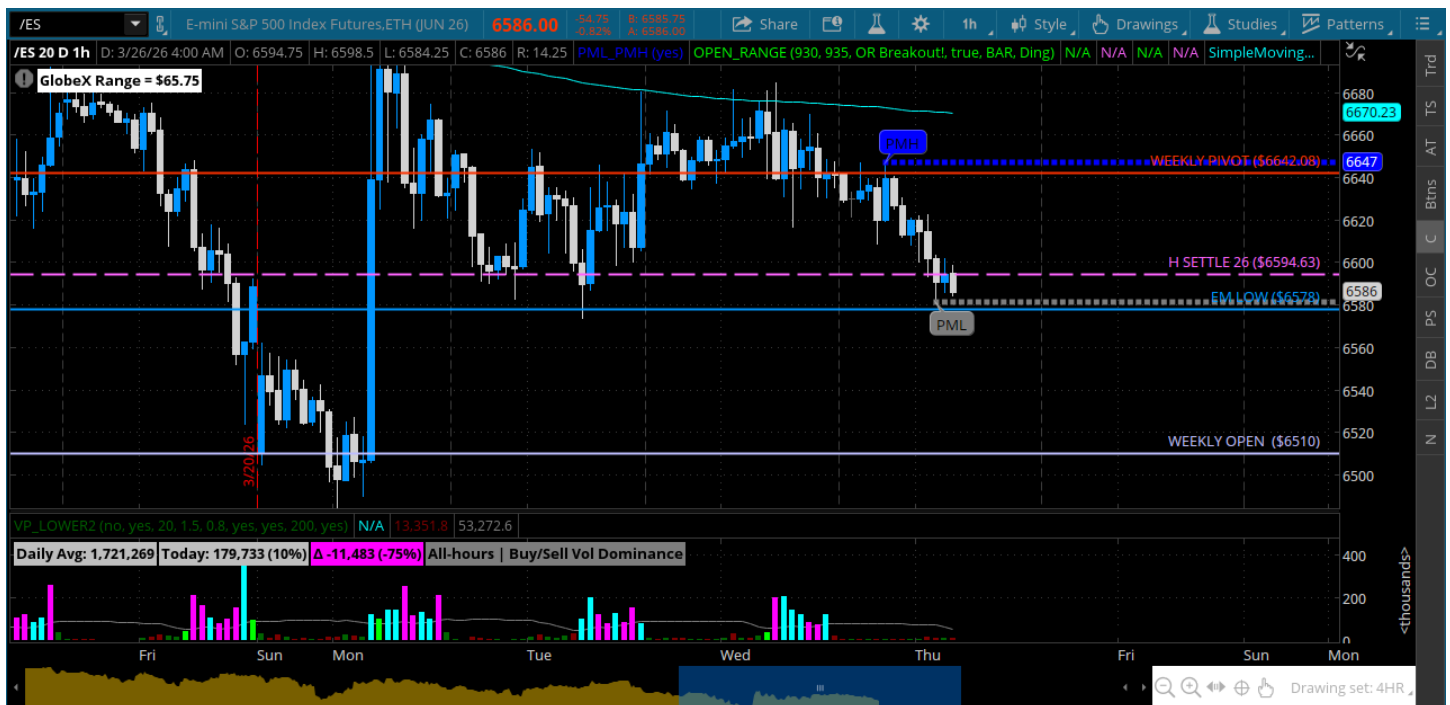 /ES E-mini S&P 500 Index Futures,ETH (JUN 26) 6586.00 -54.75 -0.82% B: 6585.75 A: 6586.00 Share 1h Style Drawings Studies Patterns
/ES 20 D 1h D: 3/26/26 4:00 AM O: 6594.75 H: 6598.5 L: 6584.25 C: 6586 R: 14.25 PML_PMH (yes) OPEN_RANGE (930, 935, OR Breakout!, true, BAR, Ding) N/A N/A N/A N/A SimpleMoving...
GlobeX Range = $65.75
6680
6670.23
6660
PMH
WEEKLY PIVOT ($6642.08)
6647
6640
6620
6600
H SETTLE 26 ($6594.63)
6586
EM LOW ($6578)
6580
PML
6560
6540
6520
WEEKLY OPEN ($6510)
6500
3/20/26
VP_LOWER2 (no, yes, 20, 1.5, 0.8, yes, yes, 200, yes) N/A 13,351.8 53,272.6
Daily Avg: 1,721,269 Today: 179,733 (10%) Δ -11,483 (-75%) All-hours | Buy/Sell Vol Dominance
400
200
0
<thousands>
Fri Sun Mon Tue Wed Thu Fri Sun Mon
Drawing set: 4HR
Trd
TS
AT
Btns
C
OC
PS
DB
L2
N